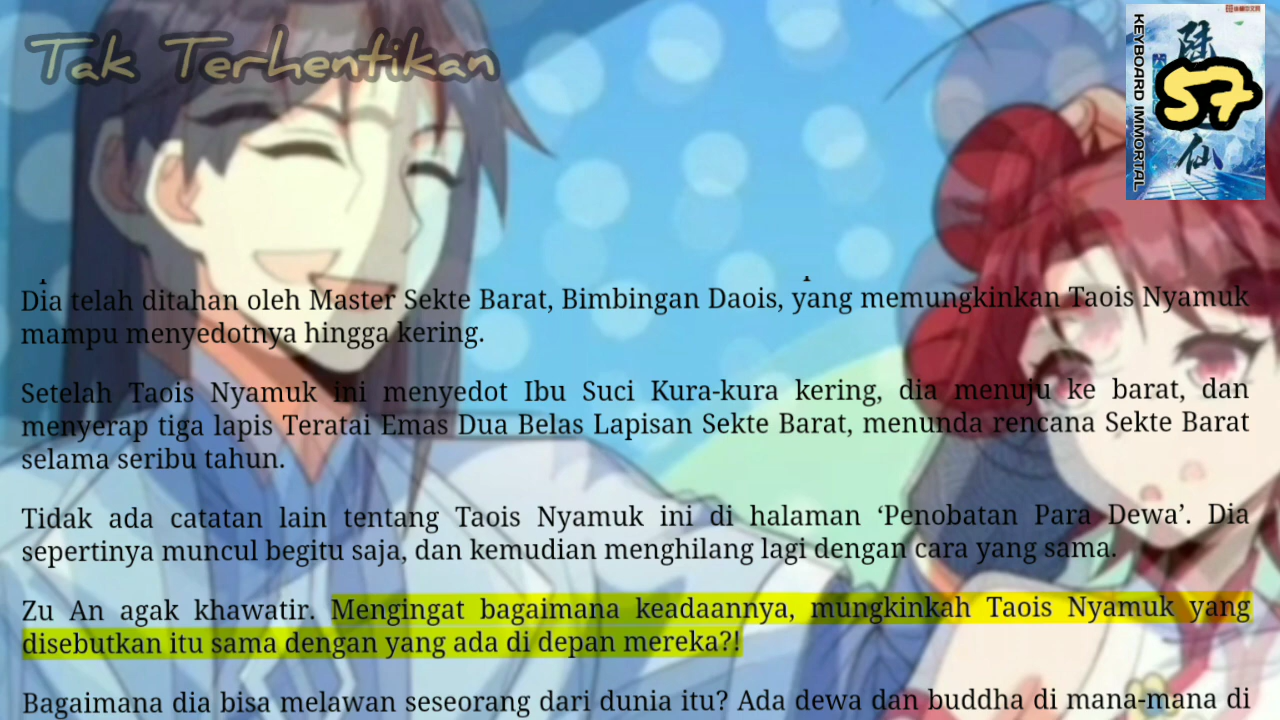 Tak Terhentikan
KEYBOARD IMMORTAL
陆
仙
57
Dia telah ditahan oleh Master Sekte Barat, Bimbingan Daois, yang memungkinkan Taois Nyamuk
mampu menyedotnya hingga kering.
Setelah Taois Nyamuk ini menyedot Ibu Suci Kura-kura kering, dia menuju ke barat, dan
menyerap tiga lapis Teratai Emas Dua Belas Lapisan Sekte Barat, menunda rencana Sekte Barat
selama seribu tahun.
Tidak ada catatan lain tentang Taois Nyamuk ini di halaman ‘Penobatan Para Dewa’. Dia
sepertinya muncul begitu saja, dan kemudian menghilang lagi dengan cara yang sama.
Zu An agak khawatir. Mengingat bagaimana keadaannya, mungkinkah Taois Nyamuk yang
disebutkan itu sama dengan yang ada di depan mereka?!
Bagaimana dia bisa melawan seseorang dari dunia itu? Ada dewa dan buddha di mana-mana di